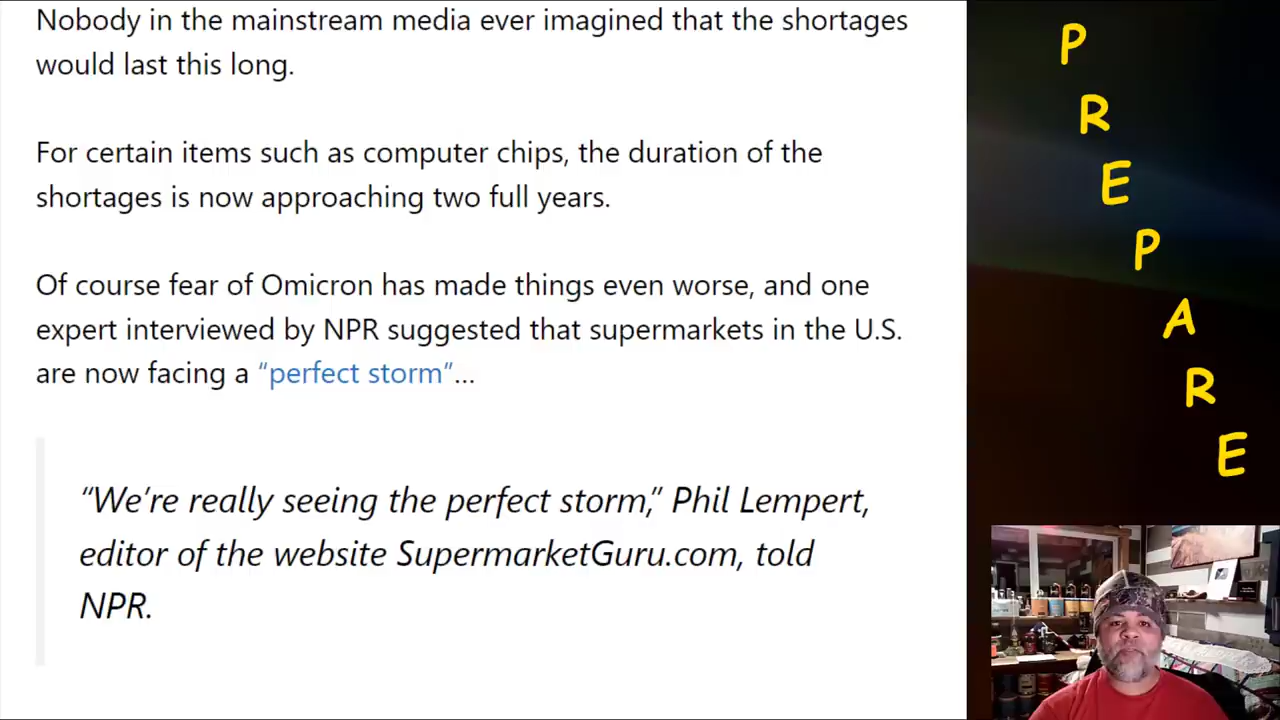 Nobody in the mainstream media ever imagined that the shortages
would last this long.
For certain items such as computer chips, the duration of the
shortages is now approaching two full years.
Of course fear of Omicron has made things even worse, and one
expert interviewed by NPR suggested that supermarkets in the U.S.
are now facing a “perfect storm”...
“We’re really seeing the perfect storm,” Phil Lempert,
editor of the website SupermarketGuru.com, told
NPR.
P
R
E
P
A
R
E